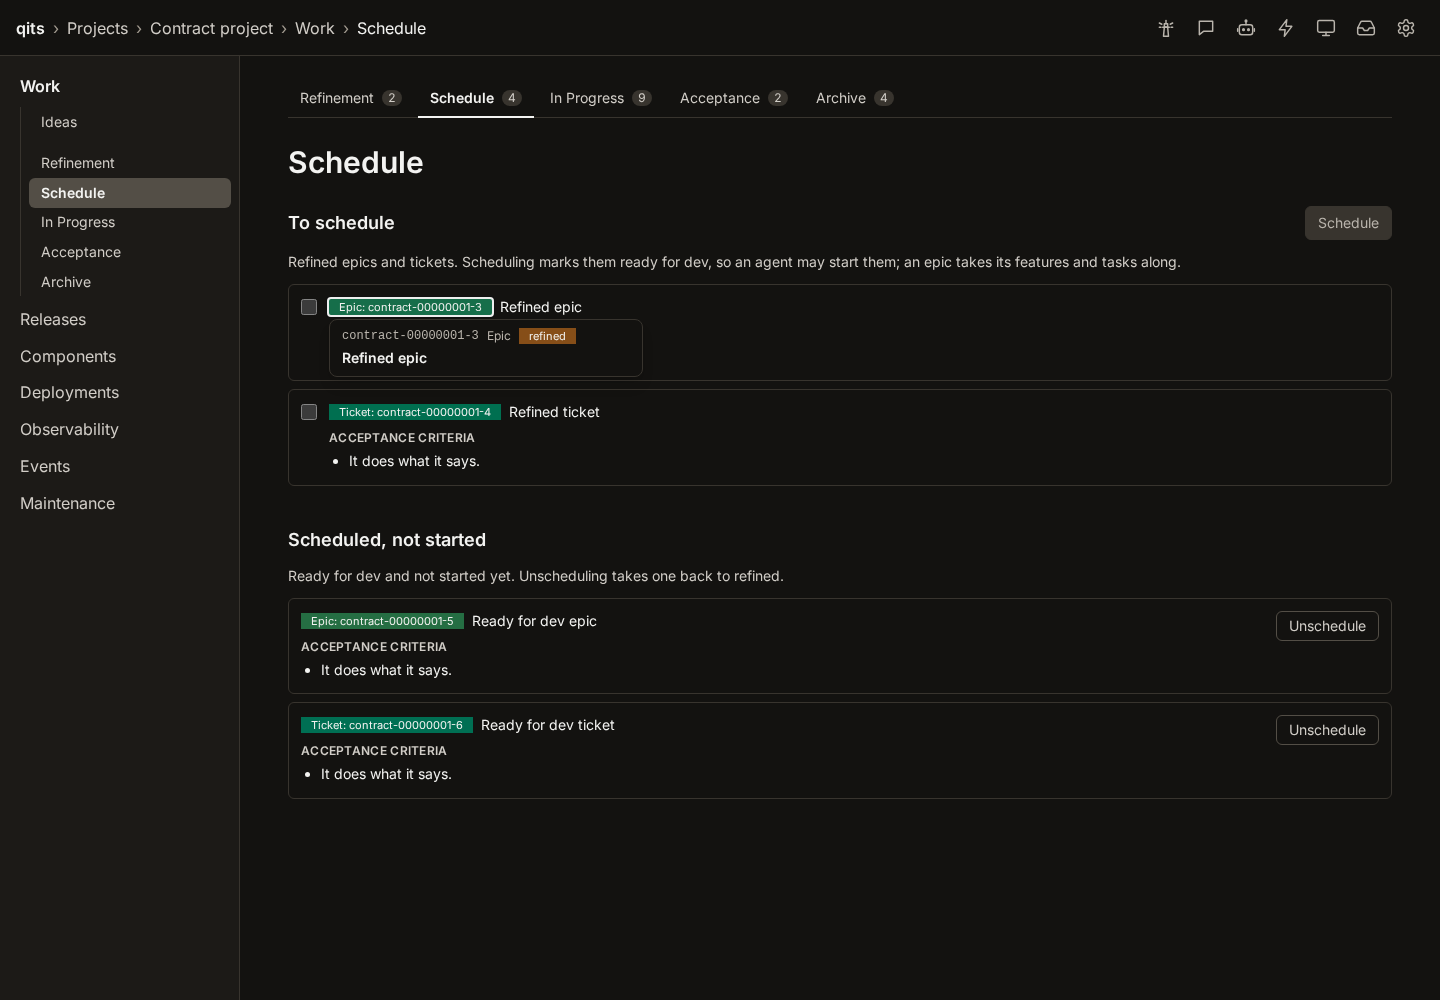 qits › Projects › Contract project › Work › Schedule
Work
Ideas
Refinement
Schedule
In Progress
Acceptance
Archive
Releases
Components
Deployments
Observability
Events
Maintenance
Refinement 2 Schedule 4 In Progress 9 Acceptance 2 Archive 4
Schedule
To schedule
Schedule
Refined epics and tickets. Scheduling marks them ready for dev, so an agent may start them; an epic takes its features and tasks along.
Epic: contract-00000001-3 Refined epic
contract-00000001-3 Epic refined
Refined epic
Ticket: contract-00000001-4 Refined ticket
ACCEPTANCE CRITERIA
• It does what it says.
Scheduled, not started
Ready for dev and not started yet. Unscheduling takes one back to refined.
Epic: contract-00000001-5 Ready for dev epic
Unschedule
ACCEPTANCE CRITERIA
• It does what it says.
Ticket: contract-00000001-6 Ready for dev ticket
Unschedule
ACCEPTANCE CRITERIA
• It does what it says.